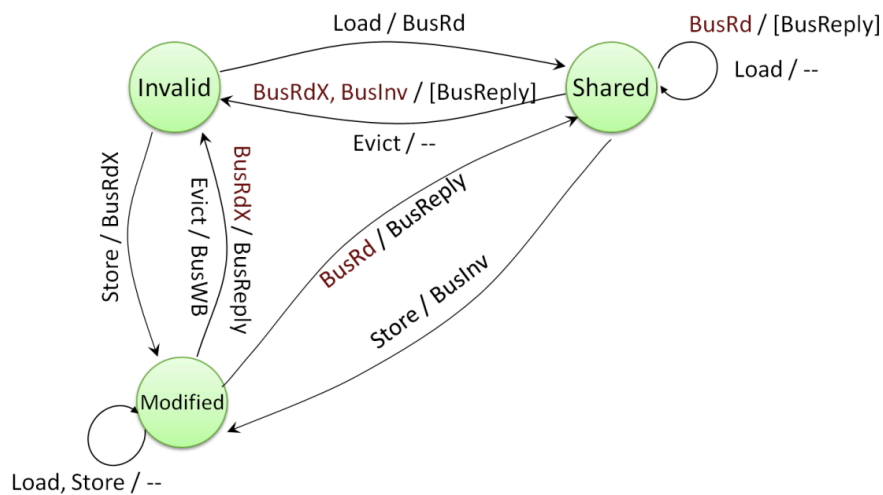 Load / BusRd
BusRd / [BusReply]
Invalid
BusRdX, BusInv / [BusReply]
Shared
Load / --
Evict / --
Store / BusRdX
Evict / BusWB
BusRdX / BusReply
BusRd / BusReply
Store / BusInv
Modified
Load, Store / --